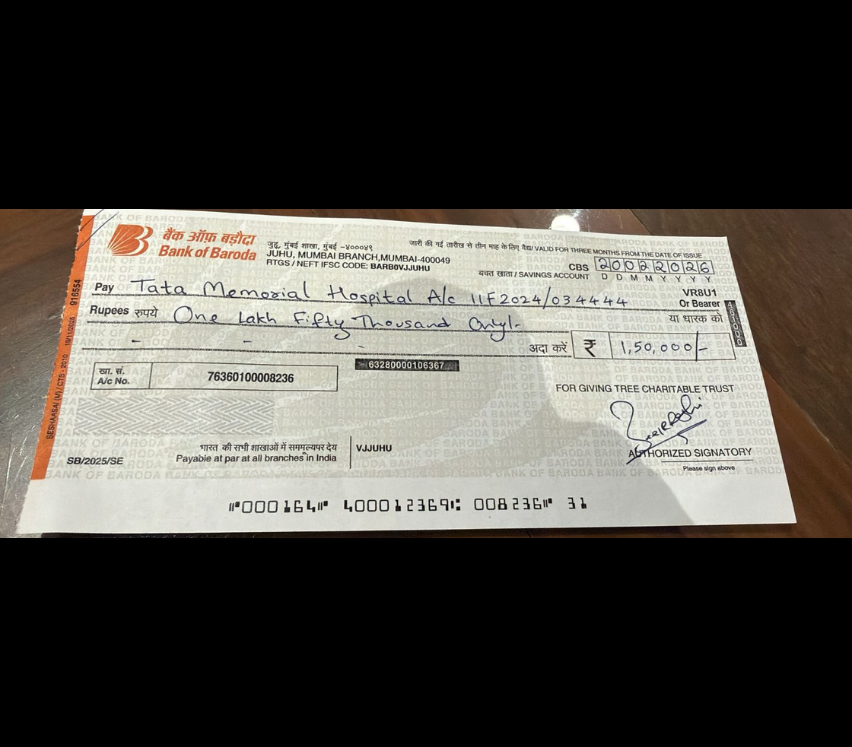 बैंक ऑफ़ बड़ौदा
Bank of Baroda
जुहू, मुंबई शाखा, मुंबई -४०००४९
JUHU, MUMBAI BRANCH,MUMBAI-400049
RTGS / NEFT IFSC CODE: BARB0VJJUHU
जारी की गई तारीख से तीन माह के लिए वैध/ VALID FOR THREE MONTHS FROM THE DATE OF ISSUE
बचत खाता / SAVINGS ACCOUNT
CBS 20022026
D D M M Y Y Y Y
VR8U1
Pay Tata Memorial Hospital A/c 11F2024/034444
Or Bearer
या धारक को
Rupees रुपये One Lakh Fifty Thousand Only/-
अदा करें ₹ 1,50,000/-
63280000106367
खा. सं.
A/c No. 76360100008236
FOR GIVING TREE CHARITABLE TRUST
AUTHORIZED SIGNATORY
Please sign above
भारत की सभी शाखाओं में सममूल्यपर देय
Payable at par at all branches in India
VJJUHU
SB/2025/SE
⑈000164⑈ 400012369⑆ 008236⑈ 31